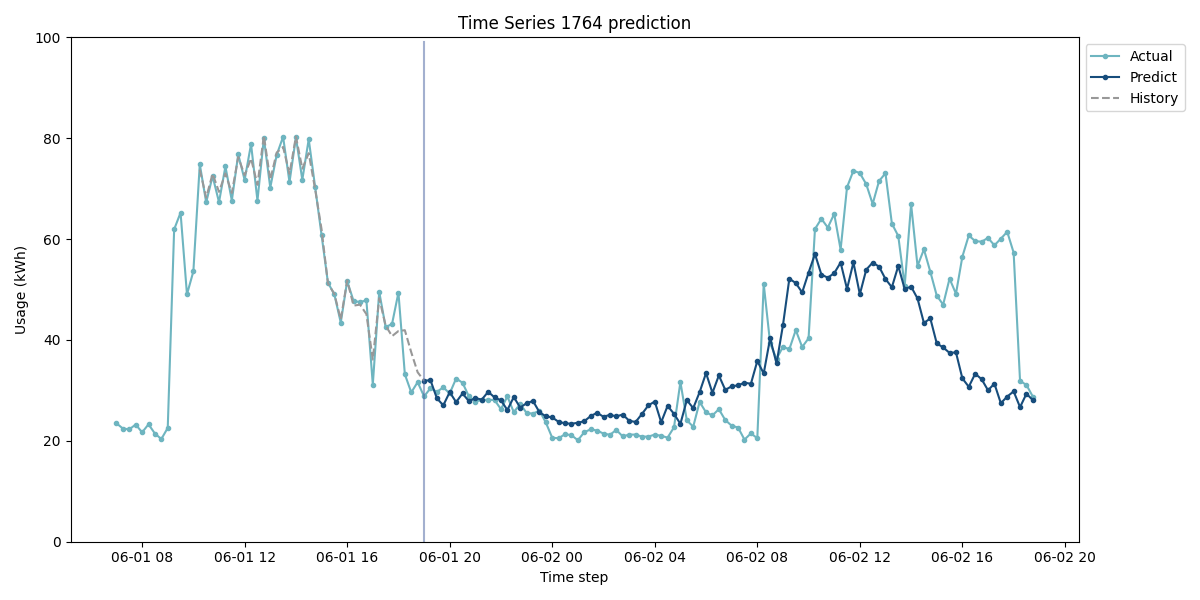 Time Series 1764 prediction
Usage (kWh)
100
80
60
40
20
0
06-01 08
06-01 12
06-01 16
06-01 20
06-02 00
06-02 04
06-02 08
06-02 12
06-02 16
06-02 20
Time step
Actual
Predict
History